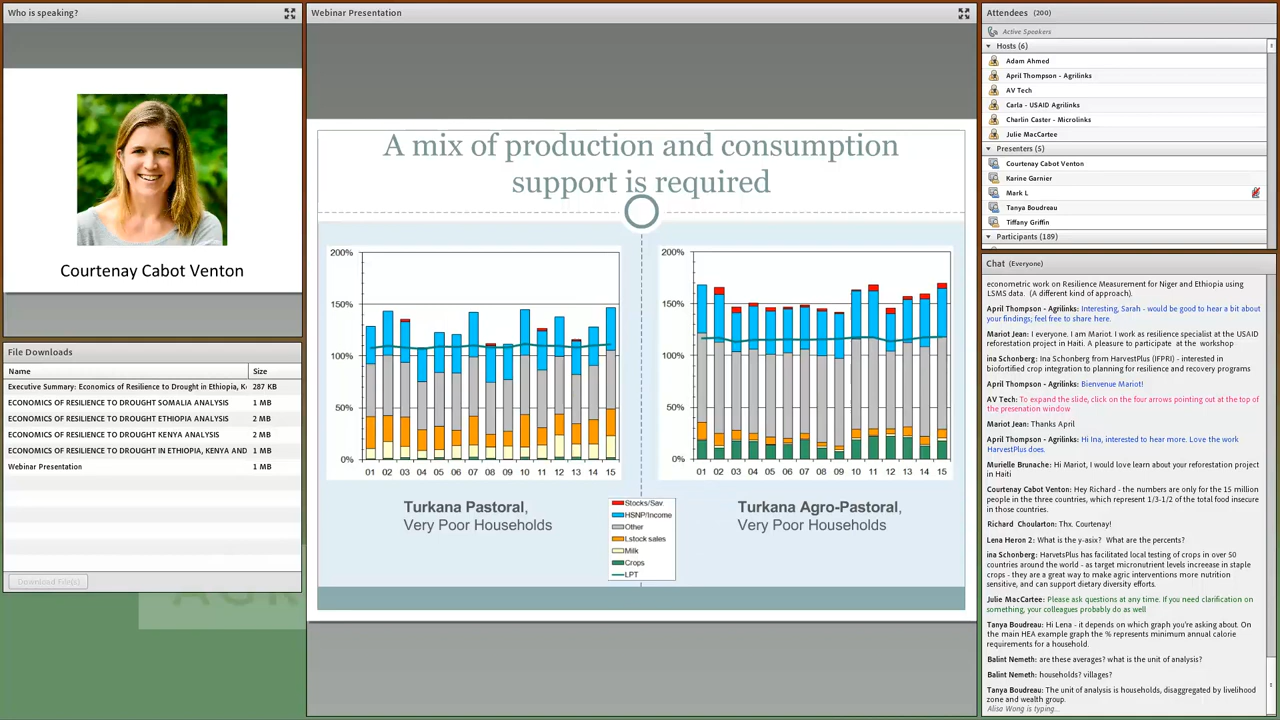 Who is speaking?
Courtenay Cabot Venton
File Downloads
Name Size
Executive Summary: Economics of Resilience to Drought in Ethiopia, K 287 KB
ECONOMICS OF RESILIENCE TO DROUGHT SOMALIA ANALYSIS 1 MB
ECONOMICS OF RESILIENCE TO DROUGHT ETHIOPIA ANALYSIS 2 MB
ECONOMICS OF RESILIENCE TO DROUGHT KENYA ANALYSIS 2 MB
ECONOMICS OF RESILIENCE TO DROUGHT IN ETHIOPIA, KENYA AND 1 MB
Webinar Presentation 1 MB
Download File(s)
Webinar Presentation
A mix of production and consumption
support is required
200%
150%
100%
50%
0%
01 02 03 04 05 06 07 08 09 10 11 12 13 14 15
Turkana Pastoral,
Very Poor Households
200%
150%
100%
50%
0%
01 02 03 04 05 06 07 08 09 10 11 12 13 14 15
Turkana Agro-Pastoral,
Very Poor Households
Stocks/Sav.
HSNP/Income
Other
Lstock sales
Milk
Crops
LPT
Attendees (200)
Active Speakers
Hosts (6)
Adam Ahmed
April Thompson - Agrilinks
AV Tech
Carla - USAID Agrilinks
Charlin Caster - Microlinks
Julie MacCartee
Presenters (5)
Courtenay Cabot Venton
Karine Garnier
Mark L
Tanya Boudreau
Tiffany Griffin
Participants (189)
Chat (Everyone)
econometric work on Resilience Measurement for Niger and Ethiopia using
LSMS data. (A different kind of approach).
April Thompson - Agrilinks: Interesting, Sarah - would be good to hear a bit about
your findings; feel free to share here.
Mariot Jean: I everyone. I am Mariot. I work as resilience specialist at the USAID
reforestation project in Haiti. A pleasure to participate at the workshop
ina Schonberg: Ina Schonberg from HarvestPlus (IFPRI) - interested in
biofortified crop integration to planning for resilience and recovery programs
April Thompson - Agrilinks: Bienvenue Mariot!
AV Tech: To expand the slide, click on the four arrows pointing out at the top of
the presenation window
Mariot Jean: Thanks April
April Thompson - Agrilinks: Hi Ina, interested to hear more. Love the work
HarvestPlus does.
Murielle Brunache: Hi Mariot, I would love learn about your reforestation project
in Haiti
Courtenay Cabot Venton: Hey Richard - the numbers are only for the 15 million
people in the three countries, which represent 1/3-1/2 of the total food insecure
in those countries.
Richard Choularton: Thx. Courtenay!
Lena Heron 2: What is the y-asix? What are the percents?
ina Schonberg: HarvetsPlus has facilitated local testing of crops in over 50
countries around the world - as target micronutrient levels increase in staple
crops - they are a great way to make agric interventions more nutrition
sensitive, and can support dietary diversity efforts.
Julie MacCartee: Please ask questions at any time. If you need clarification on
something, your colleagues probably do as well
Tanya Boudreau: Hi Lena - it depends on which graph you're asking about. On
the main HEA example graph the % represents minimum annual calorie
requirements for a household.
Balint Nemeth: are these averages? what is the unit of analysis?
Balint Nemeth: households? villages?
Tanya Boudreau: The unit of analysis is households, disaggregated by livelihood
zone and wealth group.
Alisa Wong is typing...